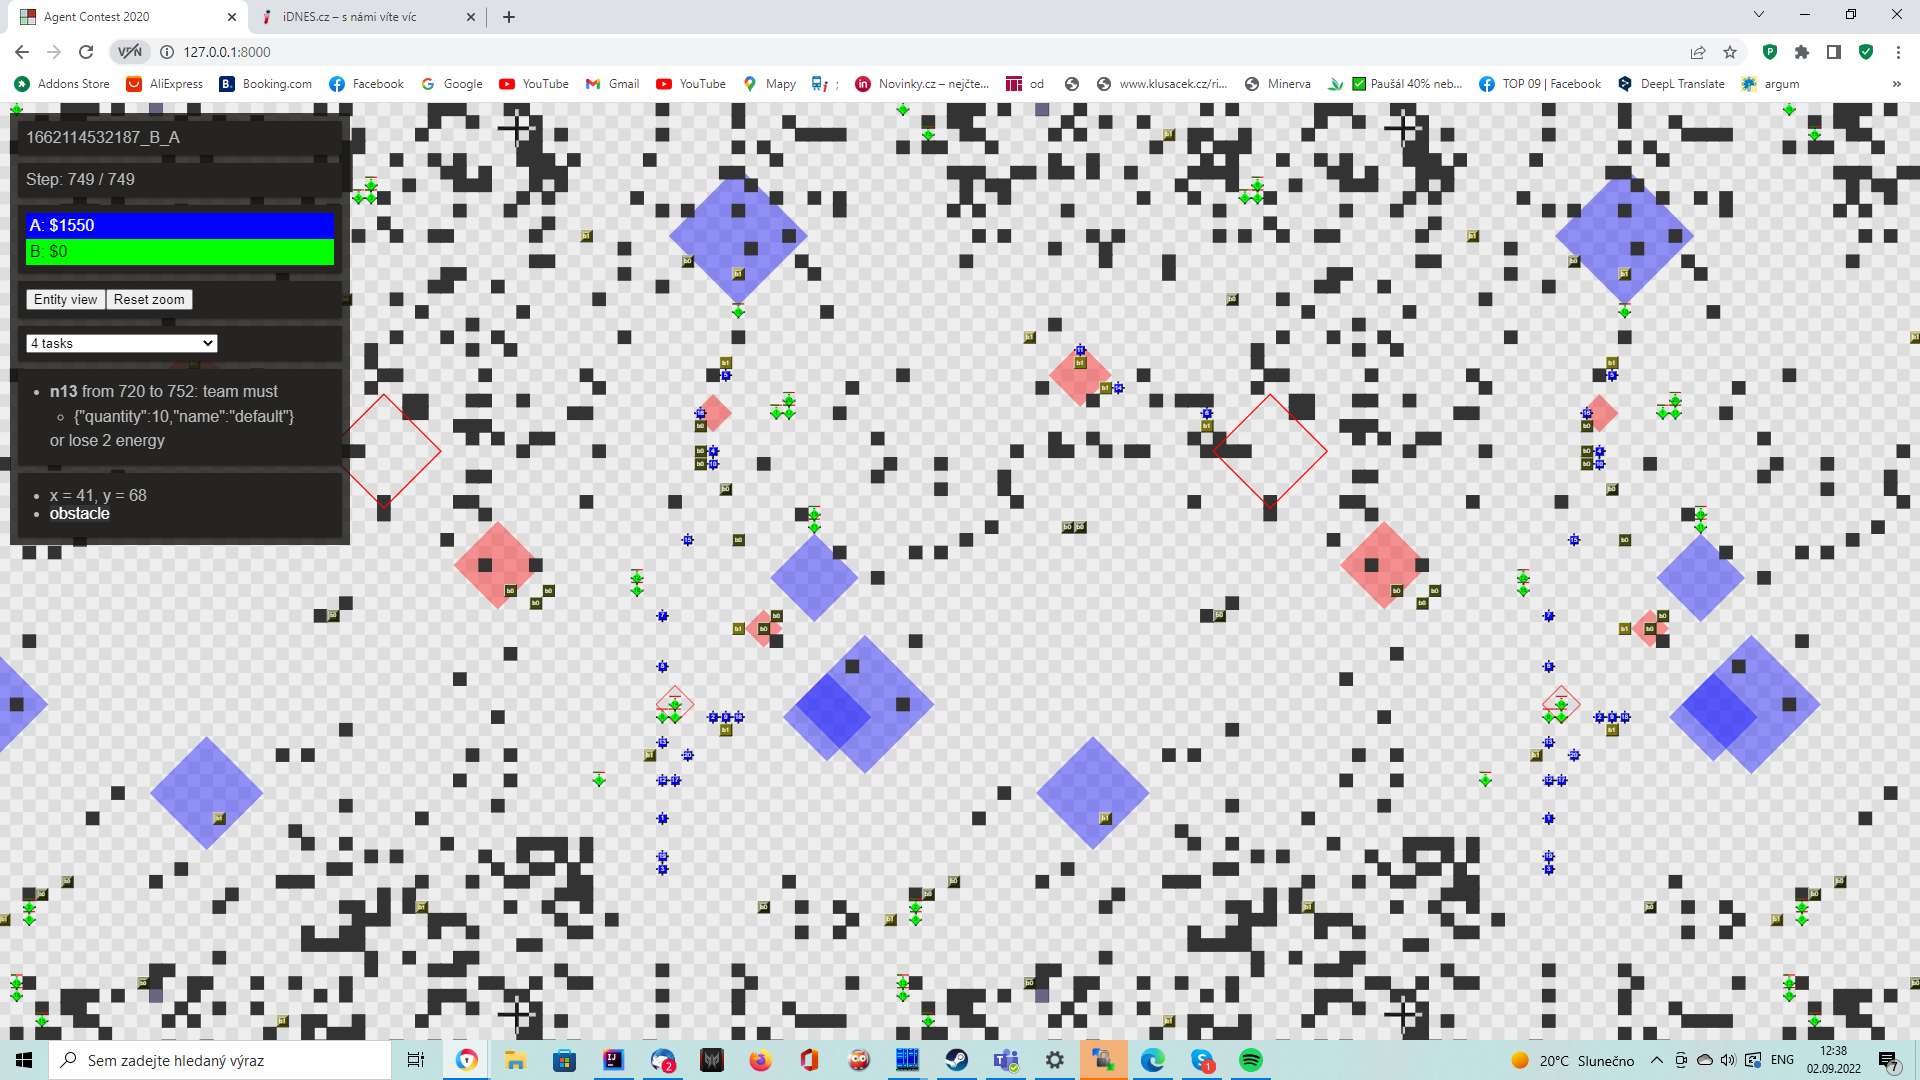 Agent Contest 2020
iDNES.cz – s námi víte víc
VPN
127.0.0.1:8000
Addons Store
AliExpress
Booking.com
Facebook
Google
YouTube
Gmail
YouTube
Mapy
;
Novinky.cz – nejčte...
od
www.klusacek.cz/ri...
Minerva
Paušál 40% neb...
TOP 09 | Facebook
DeepL Translate
argum
»
1662114532187_B_A
Step: 749 / 749
A: $1550
B: $0
Entity view
Reset zoom
4 tasks
n13 from 720 to 752: team must
{"quantity":10,"name":"default"}
or lose 2 energy
x = 41, y = 68
obstacle
Sem zadejte hledaný výraz
20°C Slunečno
ENG
12:38
02.09.2022